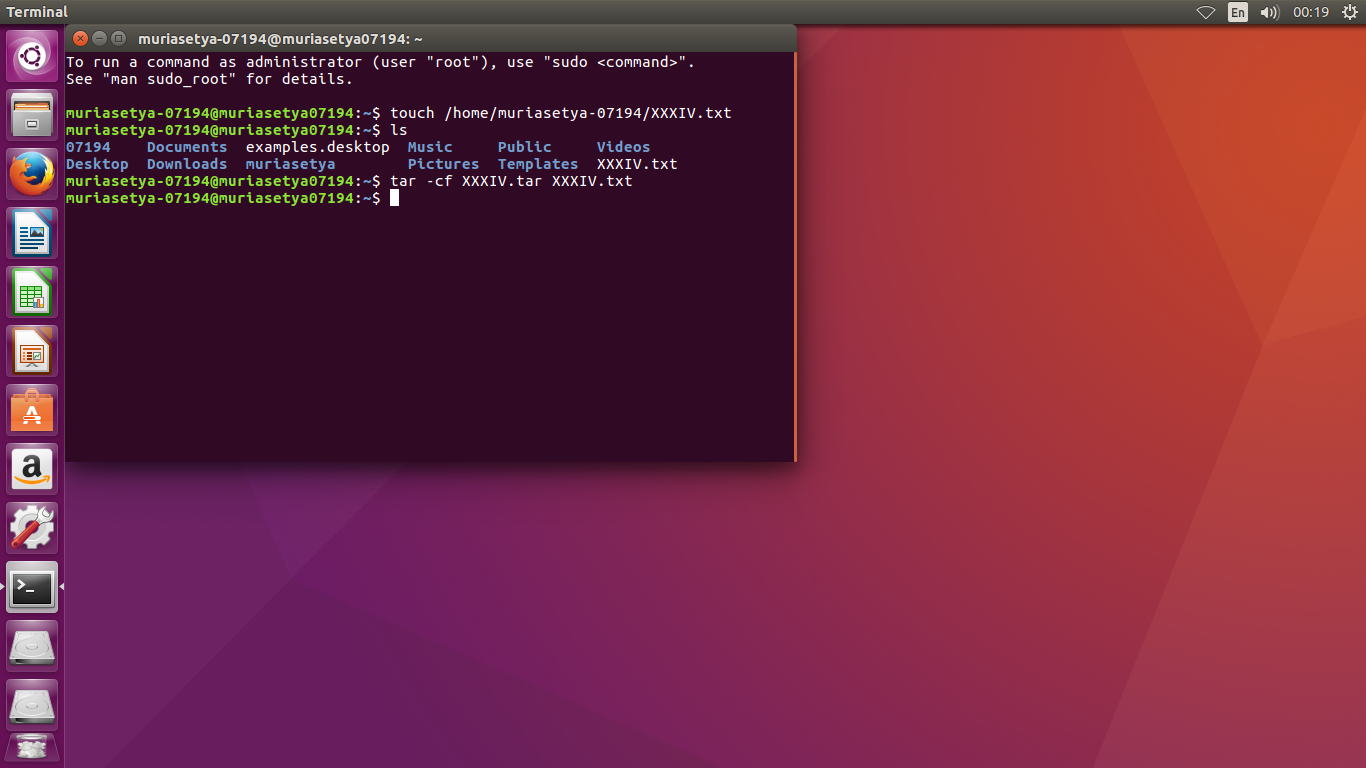 Terminal
En
00:19
muriasetya-07194@muriasetya07194: ~
To run a command as administrator (user "root"), use "sudo <command>".
See "man sudo_root" for details.
muriasetya-07194@muriasetya07194:~$ touch /home/muriasetya-07194/XXXIV.txt
muriasetya-07194@muriasetya07194:~$ ls
07194 Documents examples.desktop Music Public Videos
Desktop Downloads muriasetya Pictures Templates XXXIV.txt
muriasetya-07194@muriasetya07194:~$ tar -cf XXXIV.tar XXXIV.txt
muriasetya-07194@muriasetya07194:~$